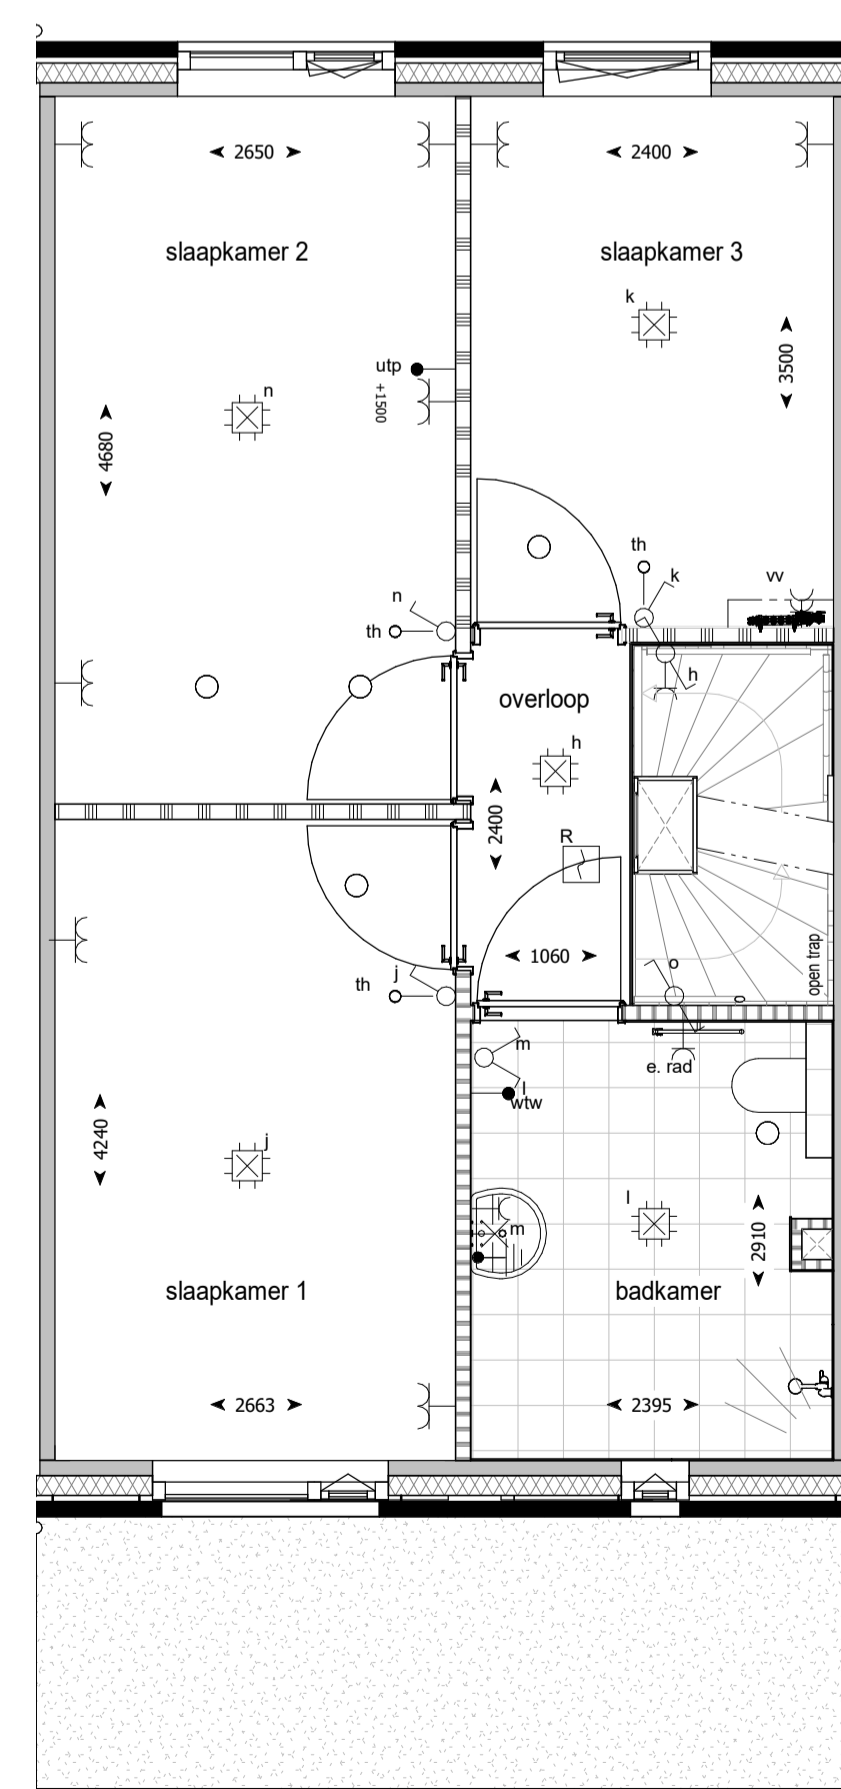 2650
2400
slaapkamer 2
slaapkamer 3
k
3500
utp
+1500
n
4680
th
k
vv
n
th
h
overloop
h
2400
R
1060
open trap
o
j
th
m
e. rad
l
wtw
4240
j
l
m
2910
slaapkamer 1
badkamer
2663
2395